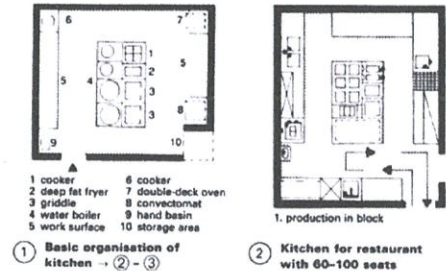 6 7
1
5 4 2 5
3
3 8
9 10
1 cooker 6 cooker
2 deep fat fryer 7 double-deck oven
3 griddle 8 convectomat
4 water boiler 9 hand basin
5 work surface 10 storage area
1 Basic organisation of
kitchen → 2 – 3
1. production in block
2 Kitchen for restaurant
with 60–100 seats